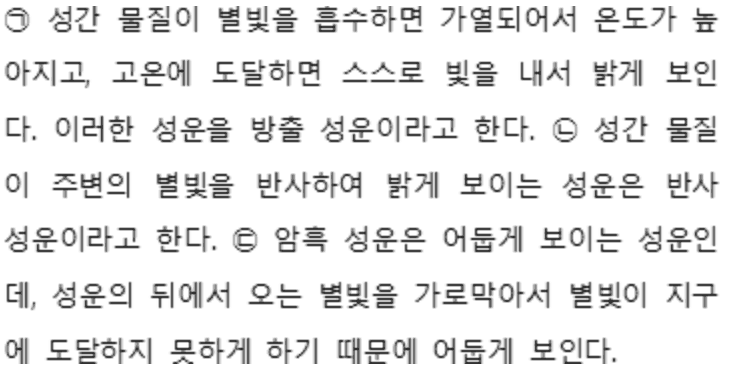 ㉠ 성간 물질이 별빛을 흡수하면 가열되어서 온도가 높
아지고, 고온에 도달하면 스스로 빛을 내서 밝게 보인
다. 이러한 성운을 방출 성운이라고 한다. ㉡ 성간 물질
이 주변의 별빛을 반사하여 밝게 보이는 성운은 반사
성운이라고 한다. ㉢ 암흑 성운은 어둡게 보이는 성운인
데, 성운의 뒤에서 오는 별빛을 가로막아서 별빛이 지구
에 도달하지 못하게 하기 때문에 어둡게 보인다.